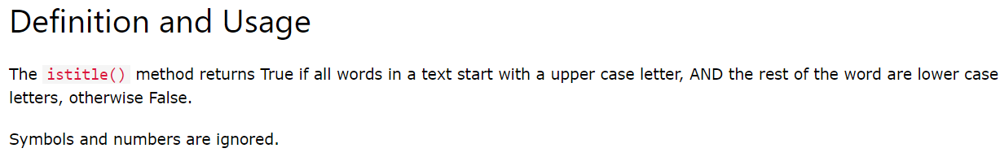 Definition and Usage
The istitle() method returns True if all words in a text start with a upper case letter, AND the rest of the word are lower case
letters, otherwise False.
Symbols and numbers are ignored.